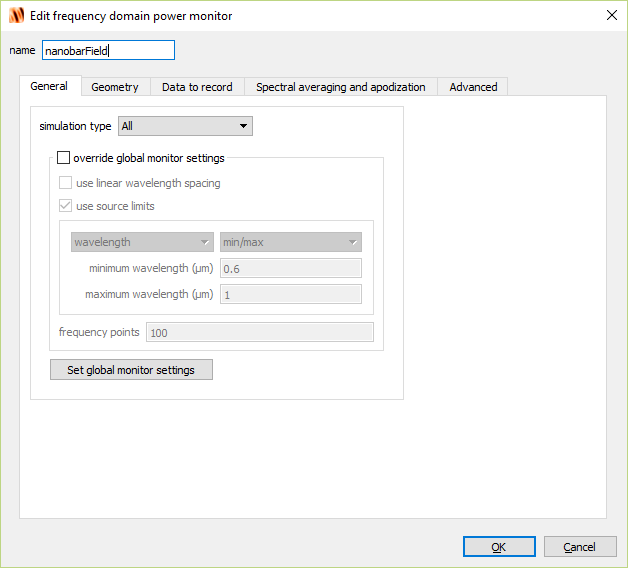 Edit frequency domain power monitor
name nanobarField
General Geometry Data to record Spectral averaging and apodization Advanced
simulation type All
override global monitor settings
use linear wavelength spacing
use source limits
wavelength min/max
minimum wavelength (μm) 0.6
maximum wavelength (μm) 1
frequency points 100
Set global monitor settings
OK Cancel